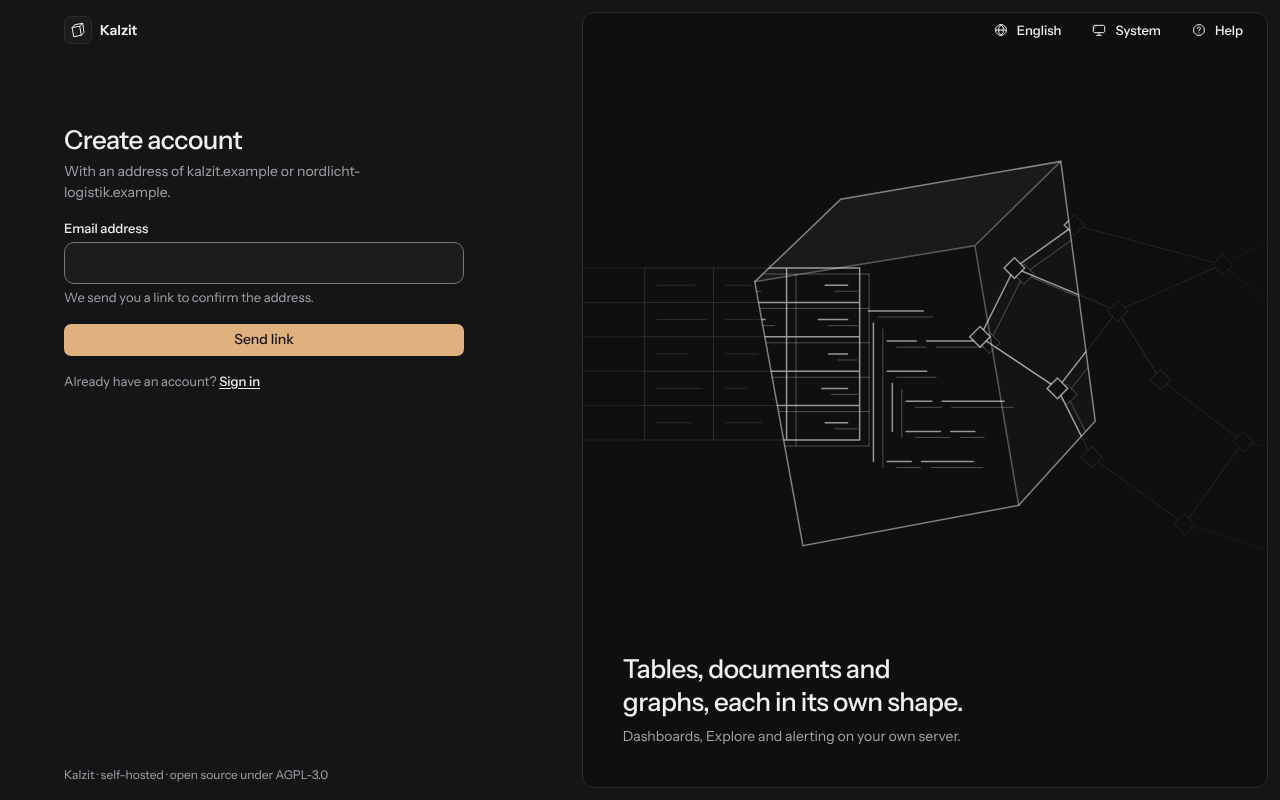 Kalzit
English
System
Help
Create account
With an address of kalzit.example or nordlicht-
logistik.example.
Email address
We send you a link to confirm the address.
Send link
Already have an account? Sign in
Tables, documents and
graphs, each in its own shape.
Dashboards, Explore and alerting on your own server.
Kalzit · self-hosted · open source under AGPL-3.0